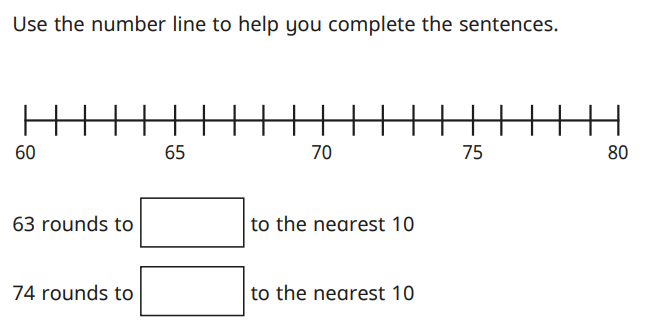 Use the number line to help you complete the sentences.
60 65 70 75 80
63 rounds to to the nearest 10
74 rounds to to the nearest 10